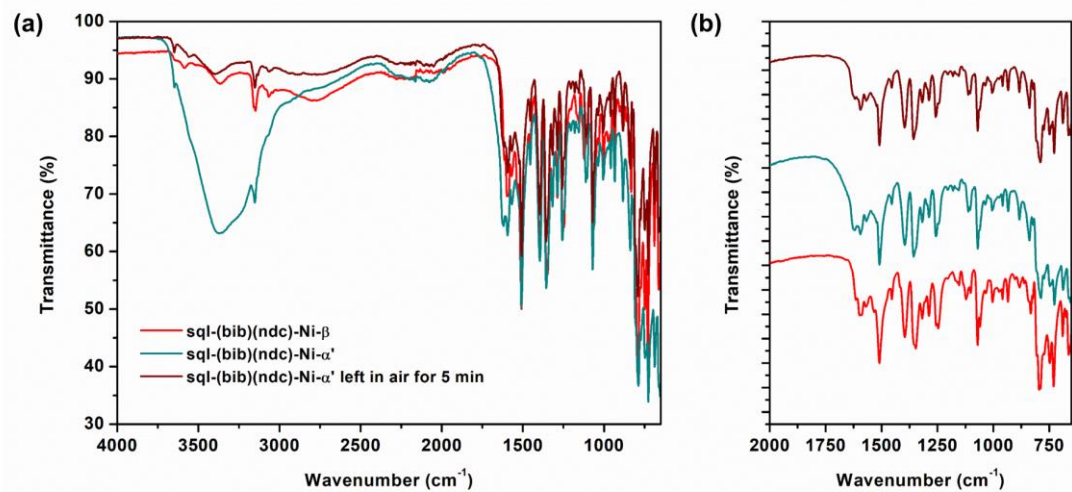 (a)
100
90
80
70
60
50
40
30
Transmittance (%)
sql-(bib)(ndc)-Ni-β
sql-(bib)(ndc)-Ni-α'
sql-(bib)(ndc)-Ni-α' left in air for 5 min
4000 3500 3000 2500 2000 1500 1000
Wavenumber (cm⁻¹)
(b)
Transmittance (%)
2000 1750 1500 1250 1000 750
Wavenumber (cm⁻¹)